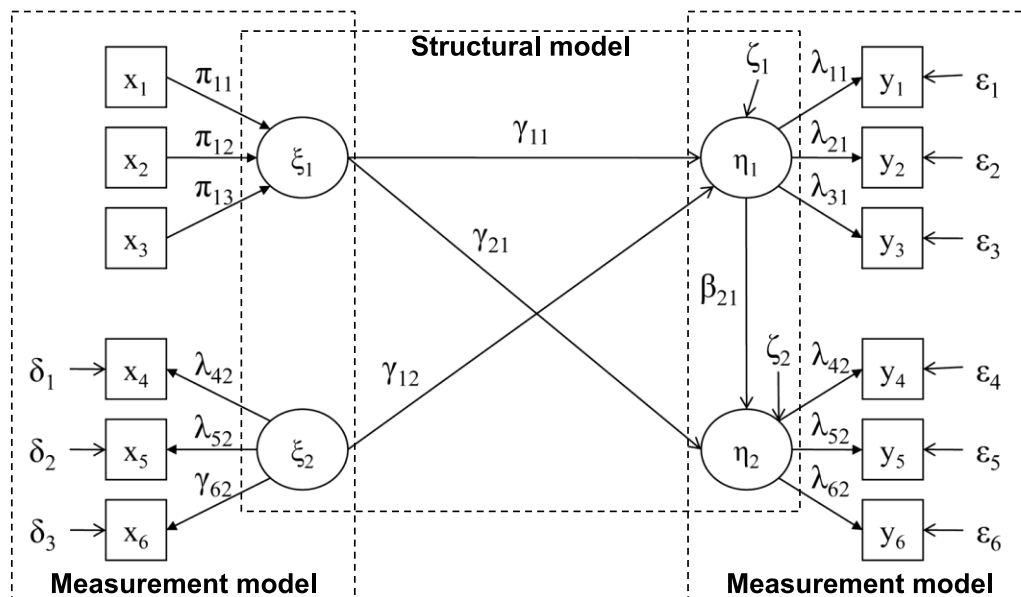 Structural model
x₁
π₁₁
ξ₁
γ₁₁
ζ₁
η₁
λ₁₁
y₁
ε₁
x₂
π₁₂
λ₂₁
y₂
ε₂
x₃
π₁₃
λ₃₁
y₃
ε₃
γ₂₁
β₂₁
γ₁₂
δ₁
x₄
λ₄₂
ζ₂
λ₄₂
y₄
ε₄
δ₂
x₅
λ₅₂
ξ₂
η₂
λ₅₂
y₅
ε₅
δ₃
x₆
γ₆₂
λ₆₂
y₆
ε₆
Measurement model
Measurement model